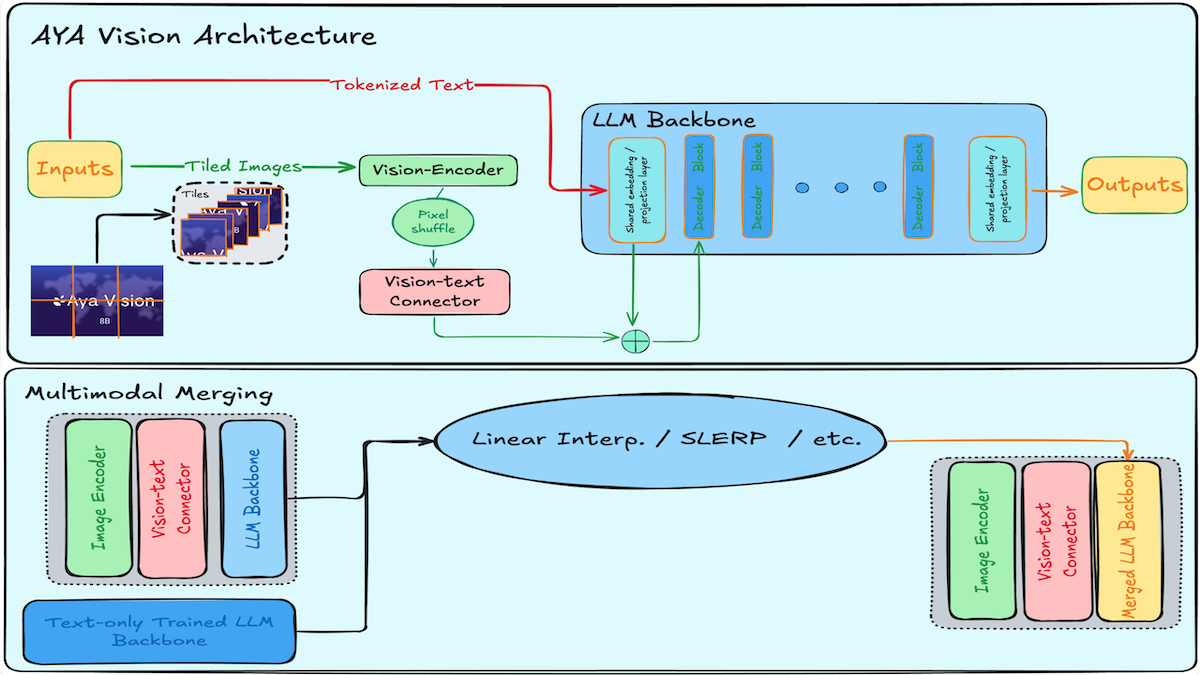 AYA Vision Architecture
Tokenized Text
LLM Backbone
Inputs
Tiled Images
Vision-Encoder
Shared embedding /
projection layer
Decoder Block
Decoder Block
Decoder Block
Shared embedding /
projection layer
Outputs
Tiles
Pixel
shuffle
Vision-text
Connector
Aya Vision
8B
Multimodal Merging
Image Encoder
Vision-text
Connector
LLM Backbone
Linear Interp. / SLERP / etc.
Image Encoder
Vision-text
Connector
Merged LLM Backbone
Text-only Trained LLM
Backbone